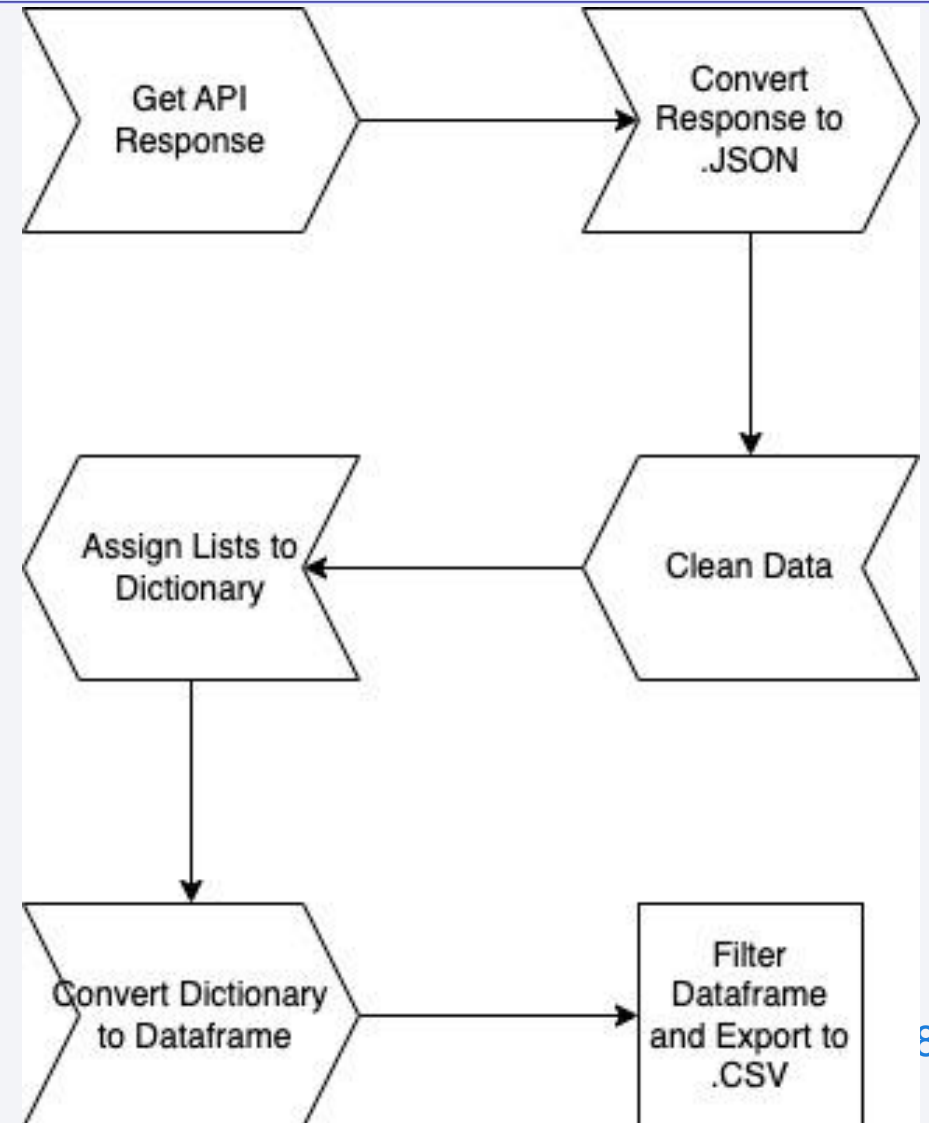 Get API
Response
Convert
Response to
.JSON
Clean Data
Assign Lists to
Dictionary
Convert Dictionary
to Dataframe
Filter
Dataframe
and Export to
.CSV
8